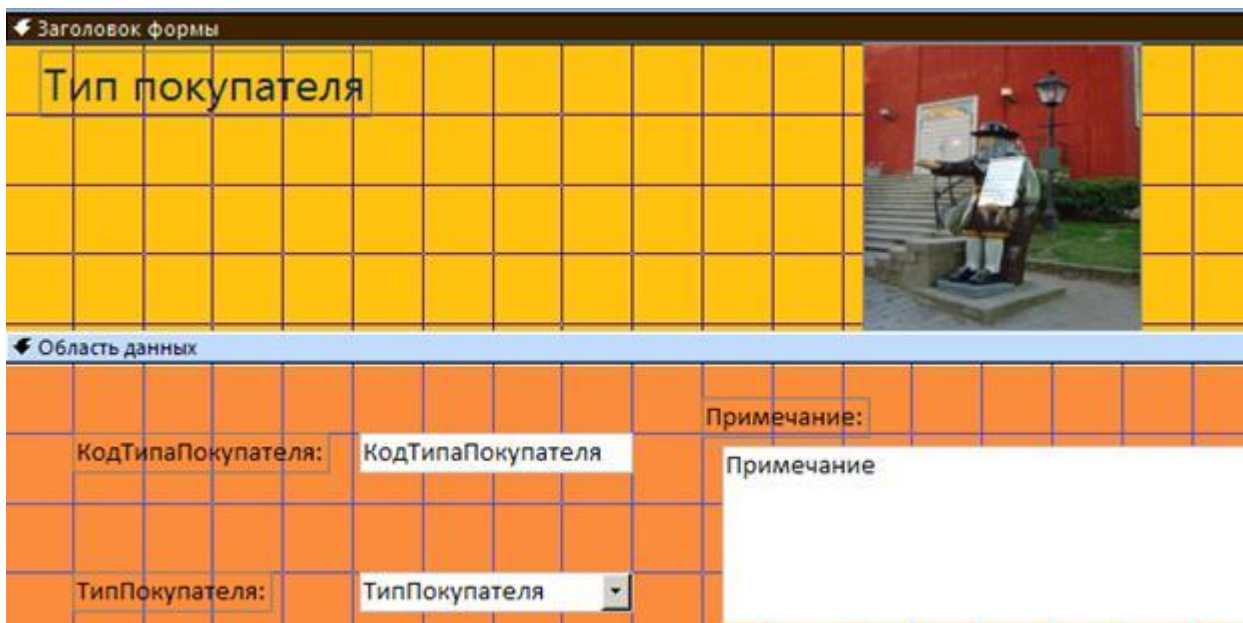 Заголовок формы
Тип покупателя
Область данных
Примечание:
КодТипаПокупателя: КодТипаПокупателя
Примечание
ТипПокупателя: ТипПокупателя